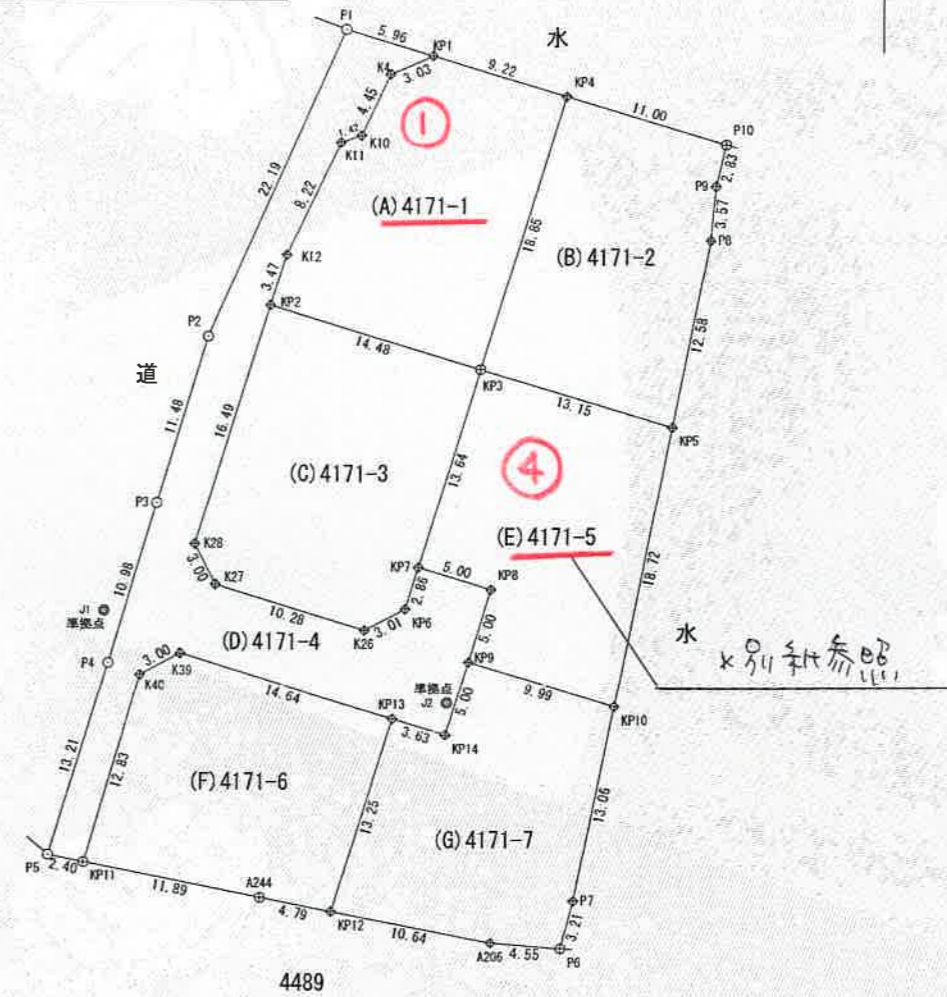 P1
5.96
KP1
水
K4
3.03
9.22
KP4
4.45
①
11.00
P10
1.42
K10
K11
2.83
P9
22.19
3.57
8.22
(A)4171-1
P8
18.85
(B)4171-2
K12
3.47
KP2
12.58
P2
14.48
道
KP3
13.15
11.48
16.49
KP5
13.64
④
(C)4171-3
P3
(E)4171-5
K28
18.72
3.00
K27
KP7
5.00
KP8
10.98
10.28
2.86
J1
準拠点
KP6
3.01
5.00
水
K26
(D)4171-4
P4
3.00
K39
KP9
※別紙参照
K40
14.64
準拠点
J2
9.99
5.00
KP10
KP13
3.63
KP14
13.21
12.83
(F)4171-6
13.25
13.06
(G)4171-7
P5
2.40
KP11
11.89
A244
P7
4.79
KP12
3.21
10.64
A206
4.55
P6
4489